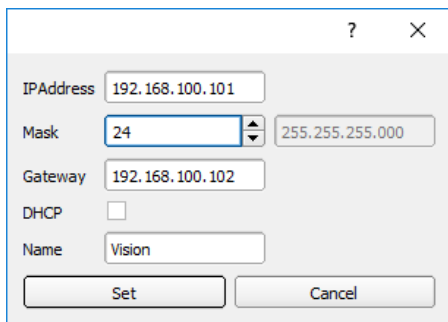 ?
IPAddress 192.168.100.101
Mask 24 255.255.255.000
Gateway 192.168.100.102
DHCP
Name Vision
Set Cancel